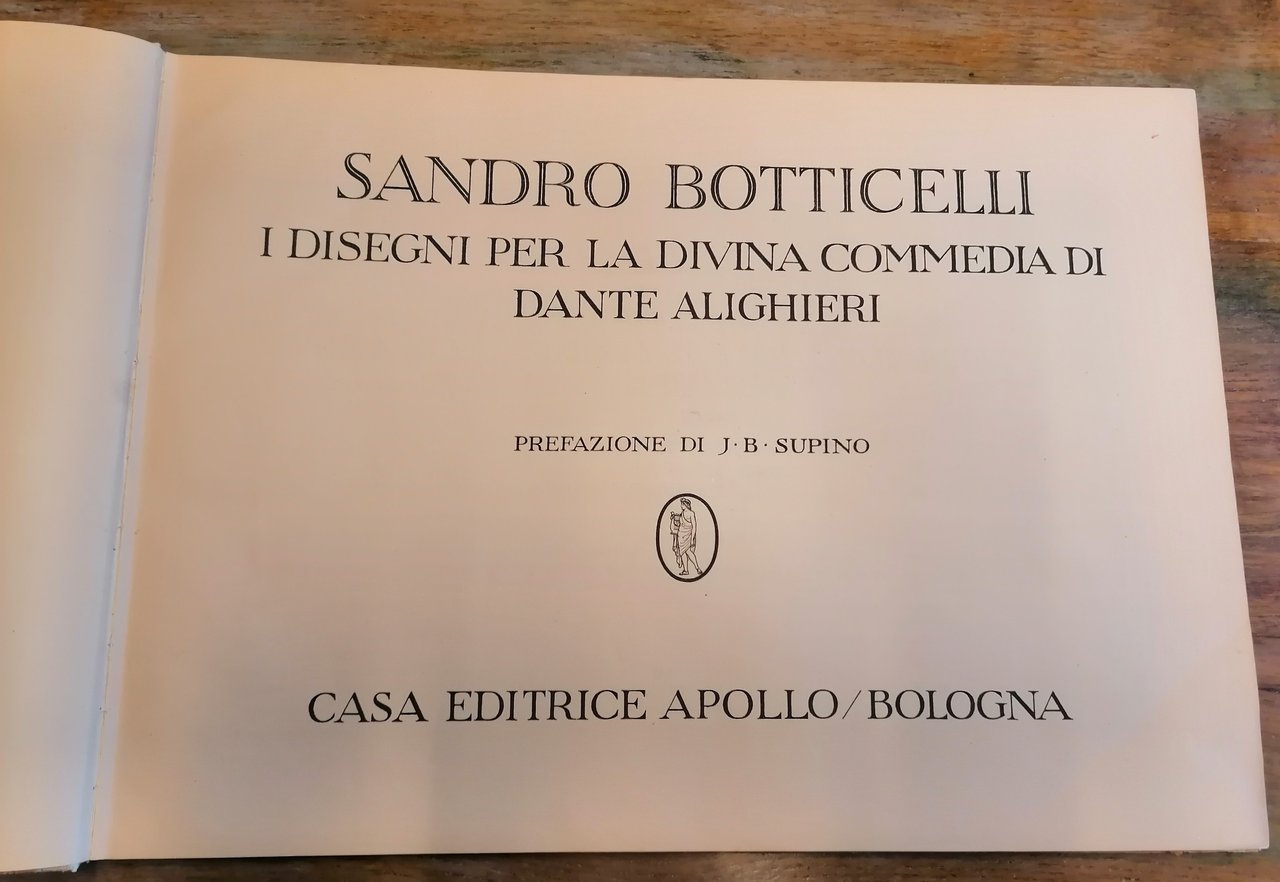 SANDRO BOTTICELLI
I DISEGNI PER LA DIVINA COMMEDIA DI
DANTE ALIGHIERI
PREFAZIONE DI J·B·SUPINO
CASA EDITRICE APOLLO/BOLOGNA